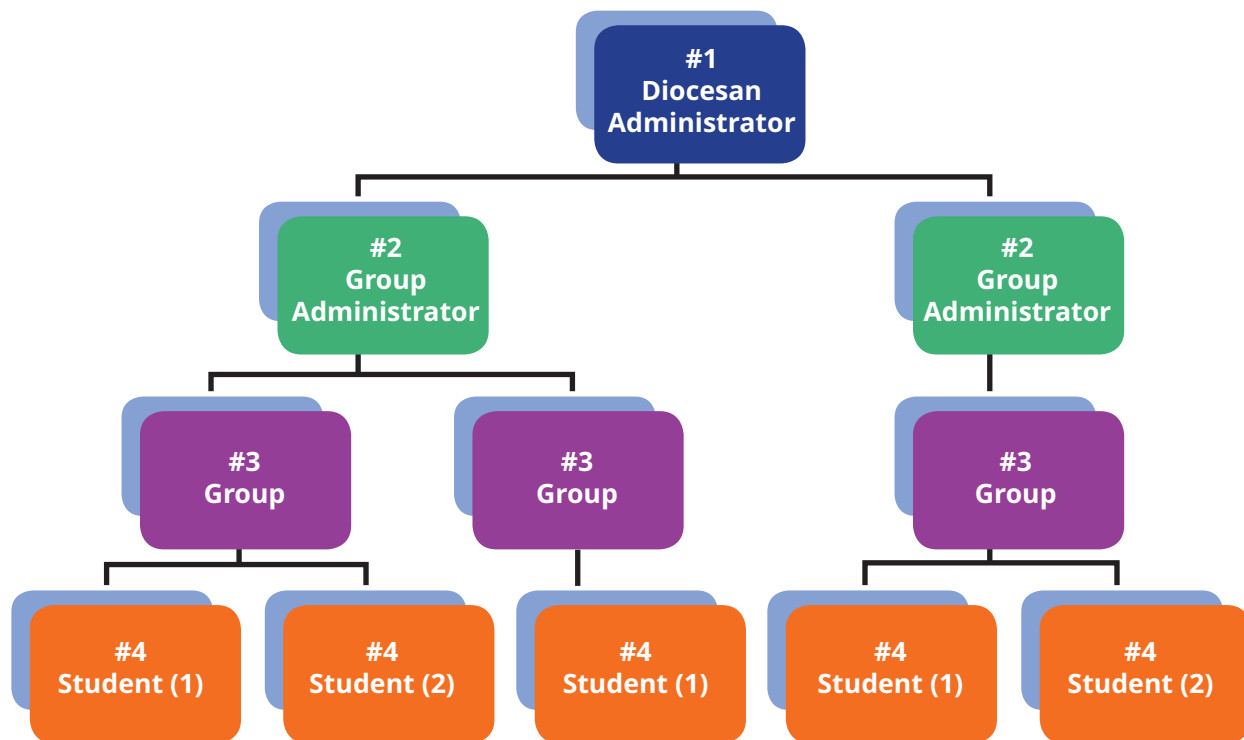 #1
Diocesan
Administrator
#2
Group
Administrator
#2
Group
Administrator
#3
Group
#3
Group
#3
Group
#4
Student (1)
#4
Student (2)
#4
Student (1)
#4
Student (1)
#4
Student (2)